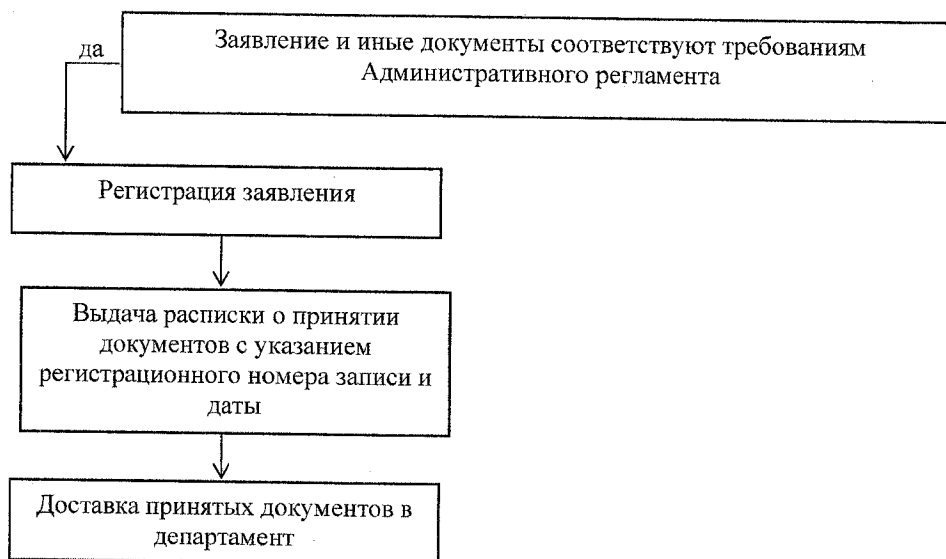 да
Заявление и иные документы соответствуют требованиям
Административного регламента
Регистрация заявления
Выдача расписки о принятии
документов с указанием
регистрационного номера записи и
даты
Доставка принятых документов в
департамент